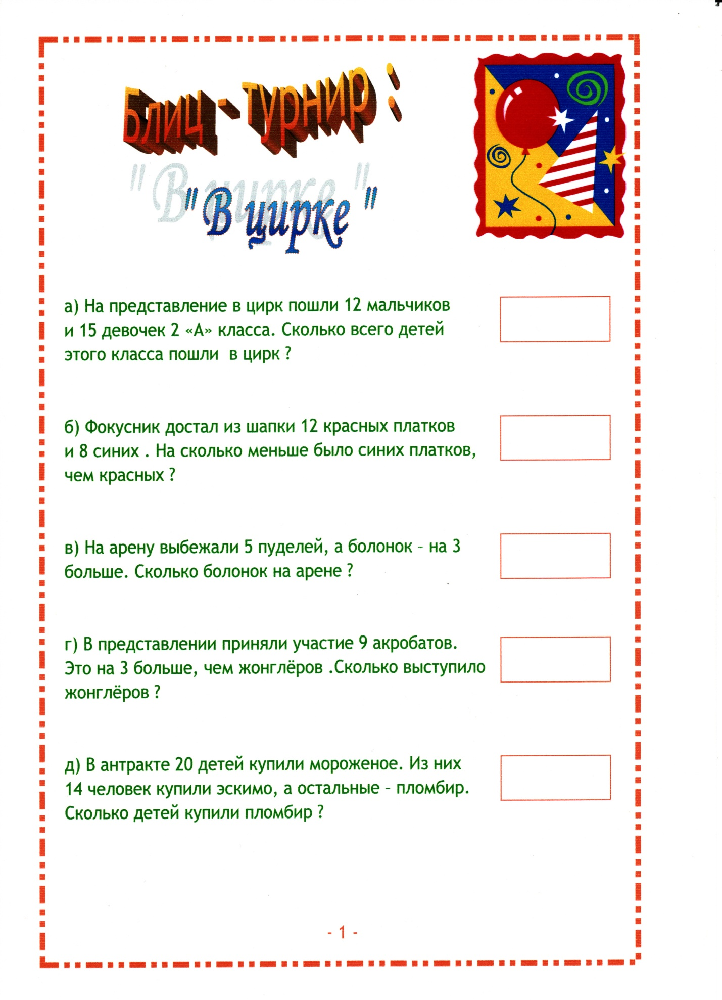 Блиц - турнир :
" В цирке "
а) На представление в цирк пошли 12 мальчиков
и 15 девочек 2 «А» класса. Сколько всего детей
этого класса пошли  в цирк ?
б) Фокусник достал из шапки 12 красных платков
и 8 синих . На сколько меньше было синих платков,
чем красных ?
в) На арену выбежали 5 пуделей, а болонок - на 3
больше. Сколько болонок на арене ?
г) В представлении приняли участие 9 акробатов.
Это на 3 больше, чем жонглёров .Сколько выступило
жонглёров ?
д) В антракте 20 детей купили мороженое. Из них
14 человек купили эскимо, а остальные - пломбир.
Сколько детей купили пломбир ?
- 1 -